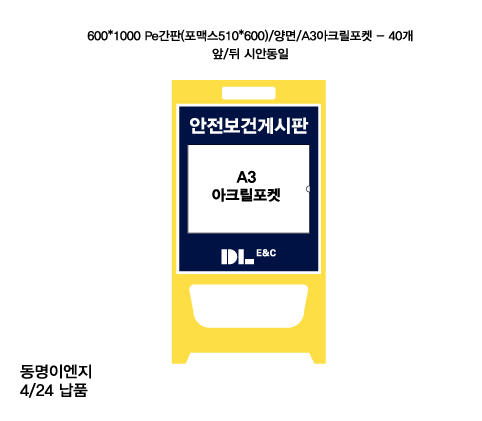 600*1000 Pe간판(포맥스510*600)/양면/A3아크릴포켓 - 40개
앞/뒤 시안동일
안전보건게시판
A3
아크릴포켓
DL E&C
동명이엔지
4/24 납품